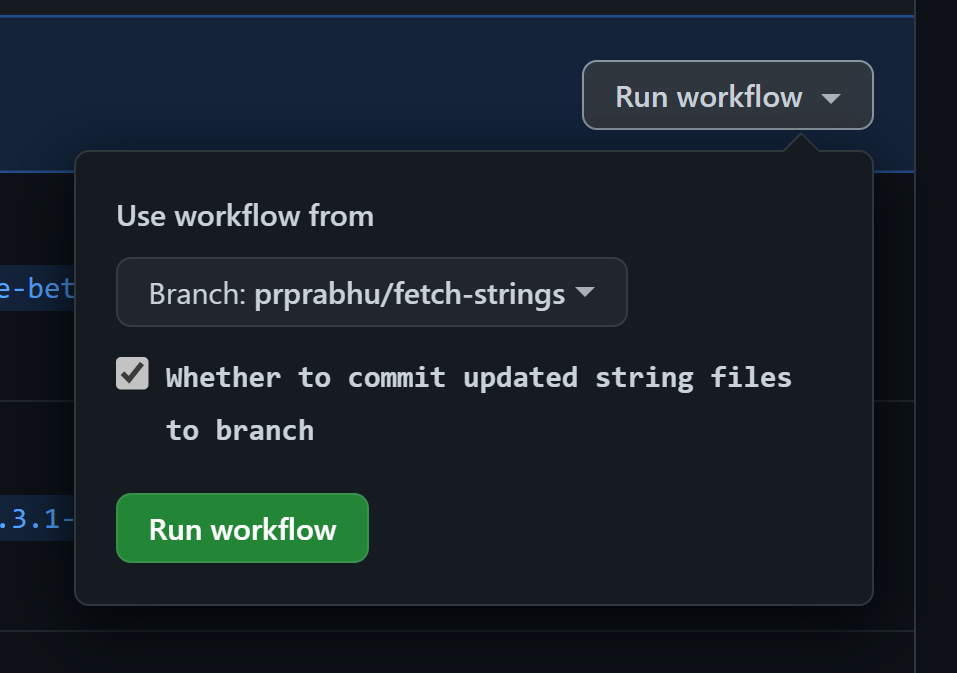 Run workflow
Use workflow from
Branch: prprabhu/fetch-strings
e-bet
Whether to commit updated string files
to branch
.3.1-
Run workflow